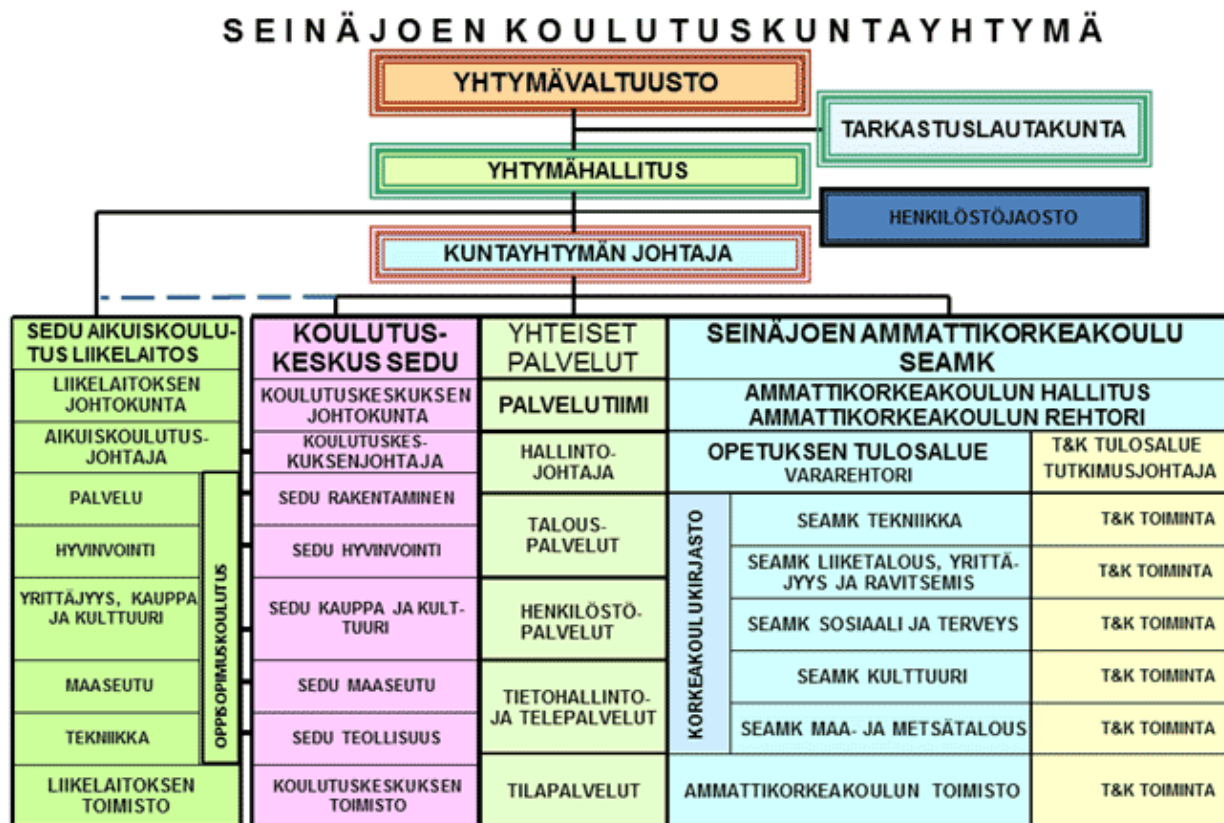 SEINÄJOEN KOULUTUSKUNTAYHTYMÄ
YHTYMÄVALTUUSTO
TARKASTUSLAUTAKUNTA
YHTYMÄHALLITUS
HENKILÖSTÖJAOSTO
KUNTAYHTYMÄN JOHTAJA
SEDU AIKUISKOULU-
TUS LIIKELAITOS
LIIKELAITOKSEN
JOHTOKUNTA
AIKUISKOULUTUS-
JOHTAJA
PALVELU
HYVINVOINTI
YRITTÄJYYS, KAUPPA
JA KULTTUURI
MAASEUTU
TEKNIIKKA
OPPISOPIMUSKOULUTUS
LIIKELAITOKSEN
TOIMISTO
KOULUTUS-
KESKUS SEDU
KOULUTUSKESKUKSEN
JOHTOKUNTA
KOULUTUSKES-
KUKSENJOHTAJA
SEDU RAKENTAMINEN
SEDU HYVINVOINTI
SEDU KAUPPA JA KULT-
TUURI
SEDU MAASEUTU
SEDU TEOLLISUUS
KOULUTUSKESKUKSEN
TOIMISTO
YHTEISET
PALVELUT
PALVELUTIIMI
HALLINTO-
JOHTAJA
TALOUS-
PALVELUT
HENKILÖSTÖ-
PALVELUT
TIETOHALLINTO-
JA TELEPALVELUT
TILAPALVELUT
SEINÄJOEN AMMATTIKORKEAKOULU
SEAMK
AMMATTIKORKEAKOULUN HALLITUS
AMMATTIKORKEAKOULUN REHTORI
OPETUKSEN TULOSALUE
VARAREHTORI
T&K TULOSALUE
TUTKIMUSJOHTAJA
KORKEAKOULUKIRJASTO
SEAMK TEKNIIKKA
T&K TOIMINTA
SEAMK LIIKETALOUS, YRITTÄ-
JYYS JA RAVITSEMIS
T&K TOIMINTA
SEAMK SOSIAALI JA TERVEYS
T&K TOIMINTA
SEAMK KULTTUURI
T&K TOIMINTA
SEAMK MAA- JA METSÄTALOUS
T&K TOIMINTA
AMMATTIKORKEAKOULUN TOIMISTO
T&K TOIMINTA